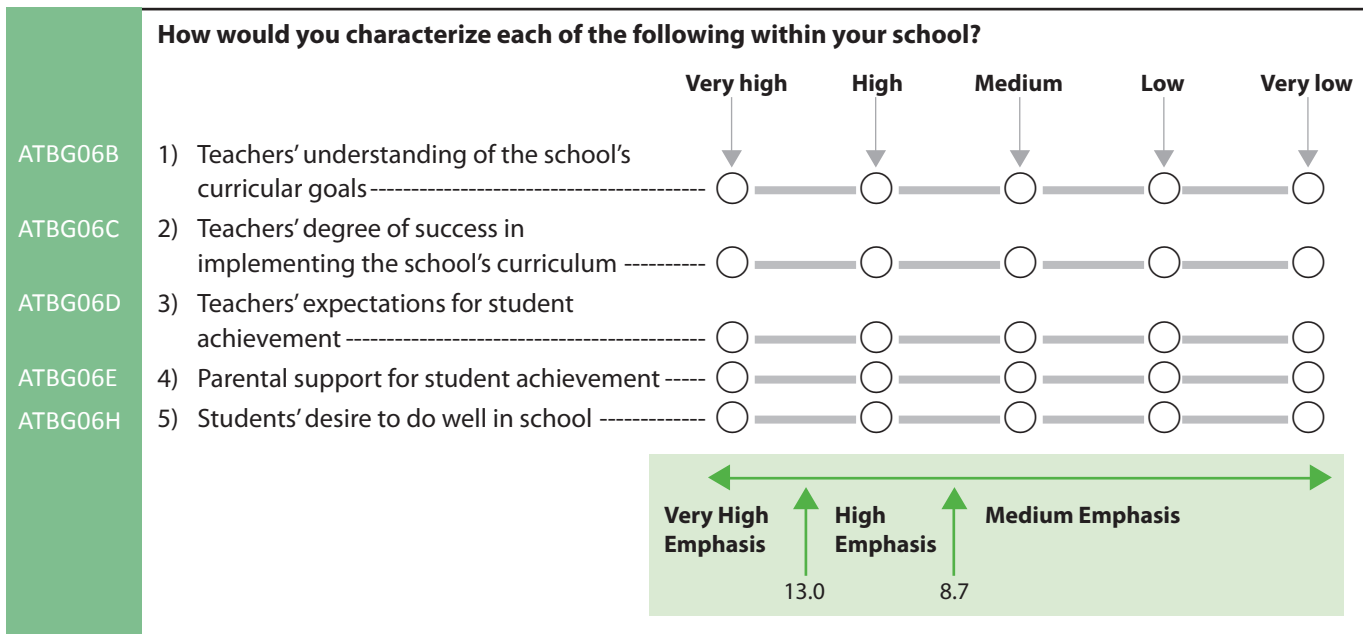 How would you characterize each of the following within your school?
Very high High Medium Low Very low
ATBG06B 1) Teachers’ understanding of the school’s
curricular goals
ATBG06C 2) Teachers’ degree of success in
implementing the school’s curriculum
ATBG06D 3) Teachers’ expectations for student
achievement
ATBG06E 4) Parental support for student achievement
ATBG06H 5) Students’ desire to do well in school
Very High High Medium Emphasis
Emphasis Emphasis
13.0 8.7